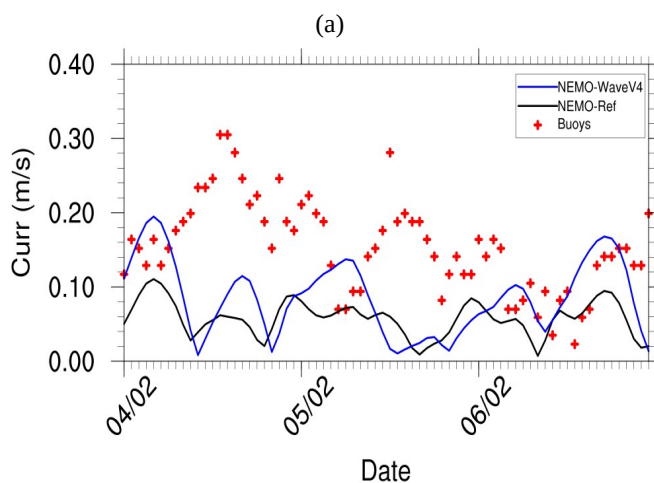 (a)
0.40
0.30
0.20
0.10
0.00
Curr (m/s)
NEMO-WaveV4
NEMO-Ref
Buoys
04/02
05/02
06/02
Date